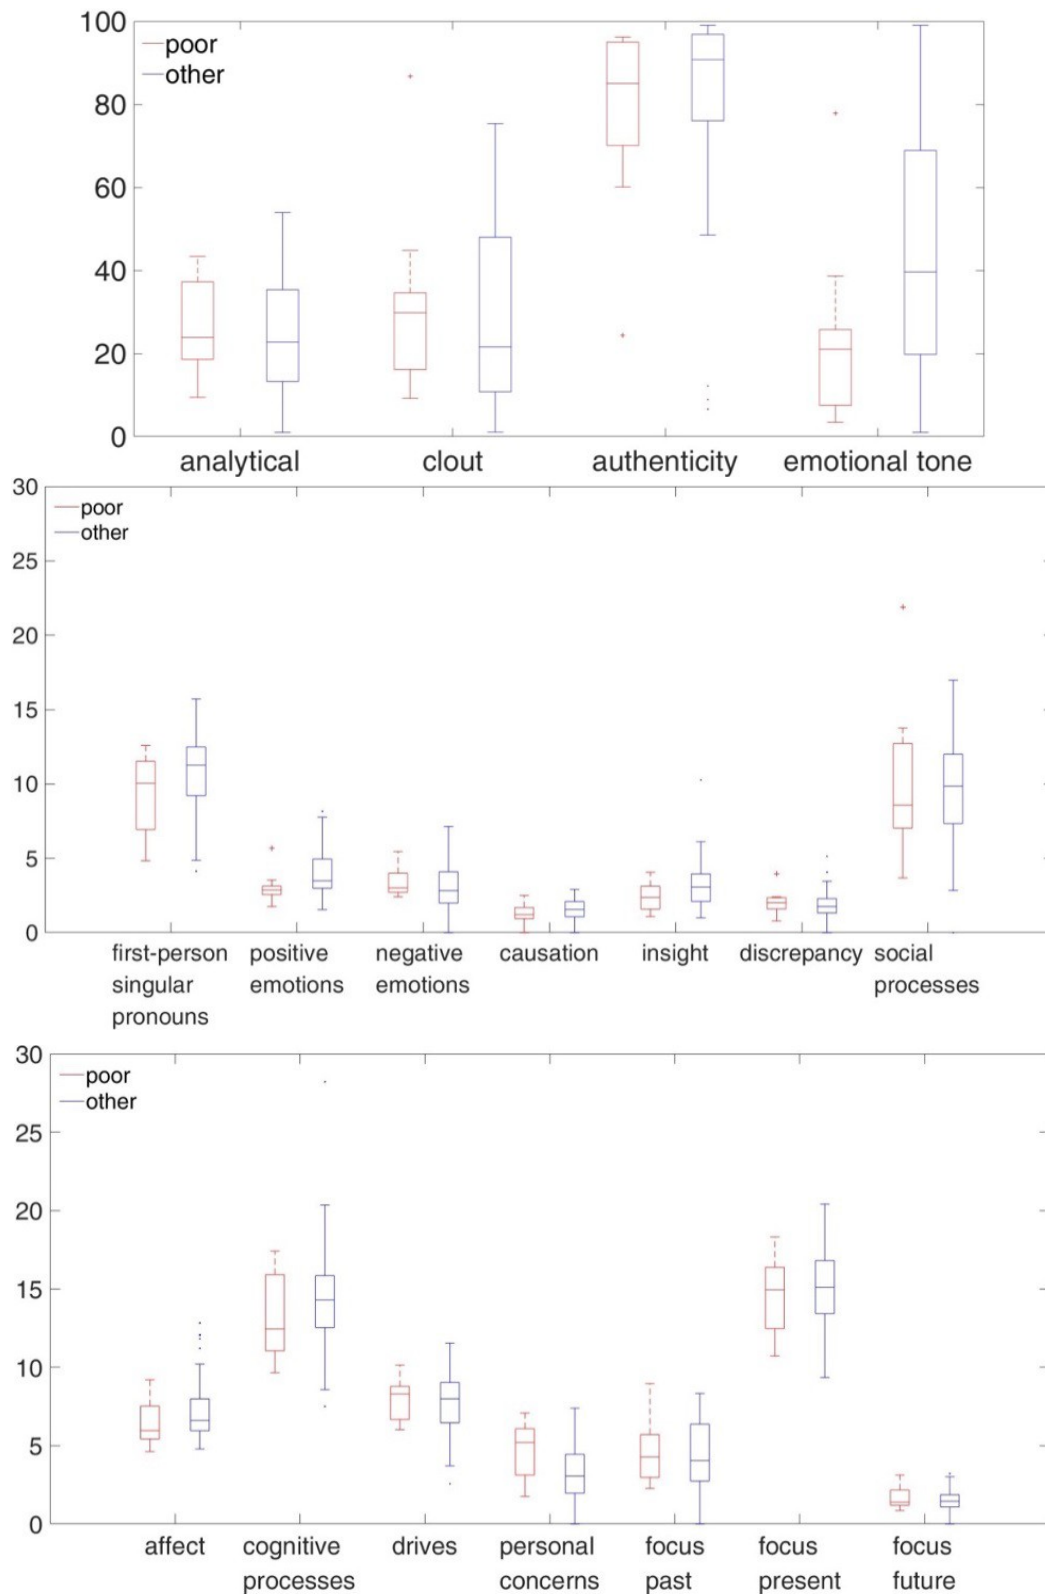 100
80
60
40
20
0
poor
other
analytical clout authenticity emotional tone
30
25
20
15
10
5
0
poor
other
first-person positive negative causation insight discrepancy social
singular emotions emotions processes
pronouns
30
25
20
15
10
5
0
poor
other
affect cognitive drives personal focus focus focus
processes concerns past present future